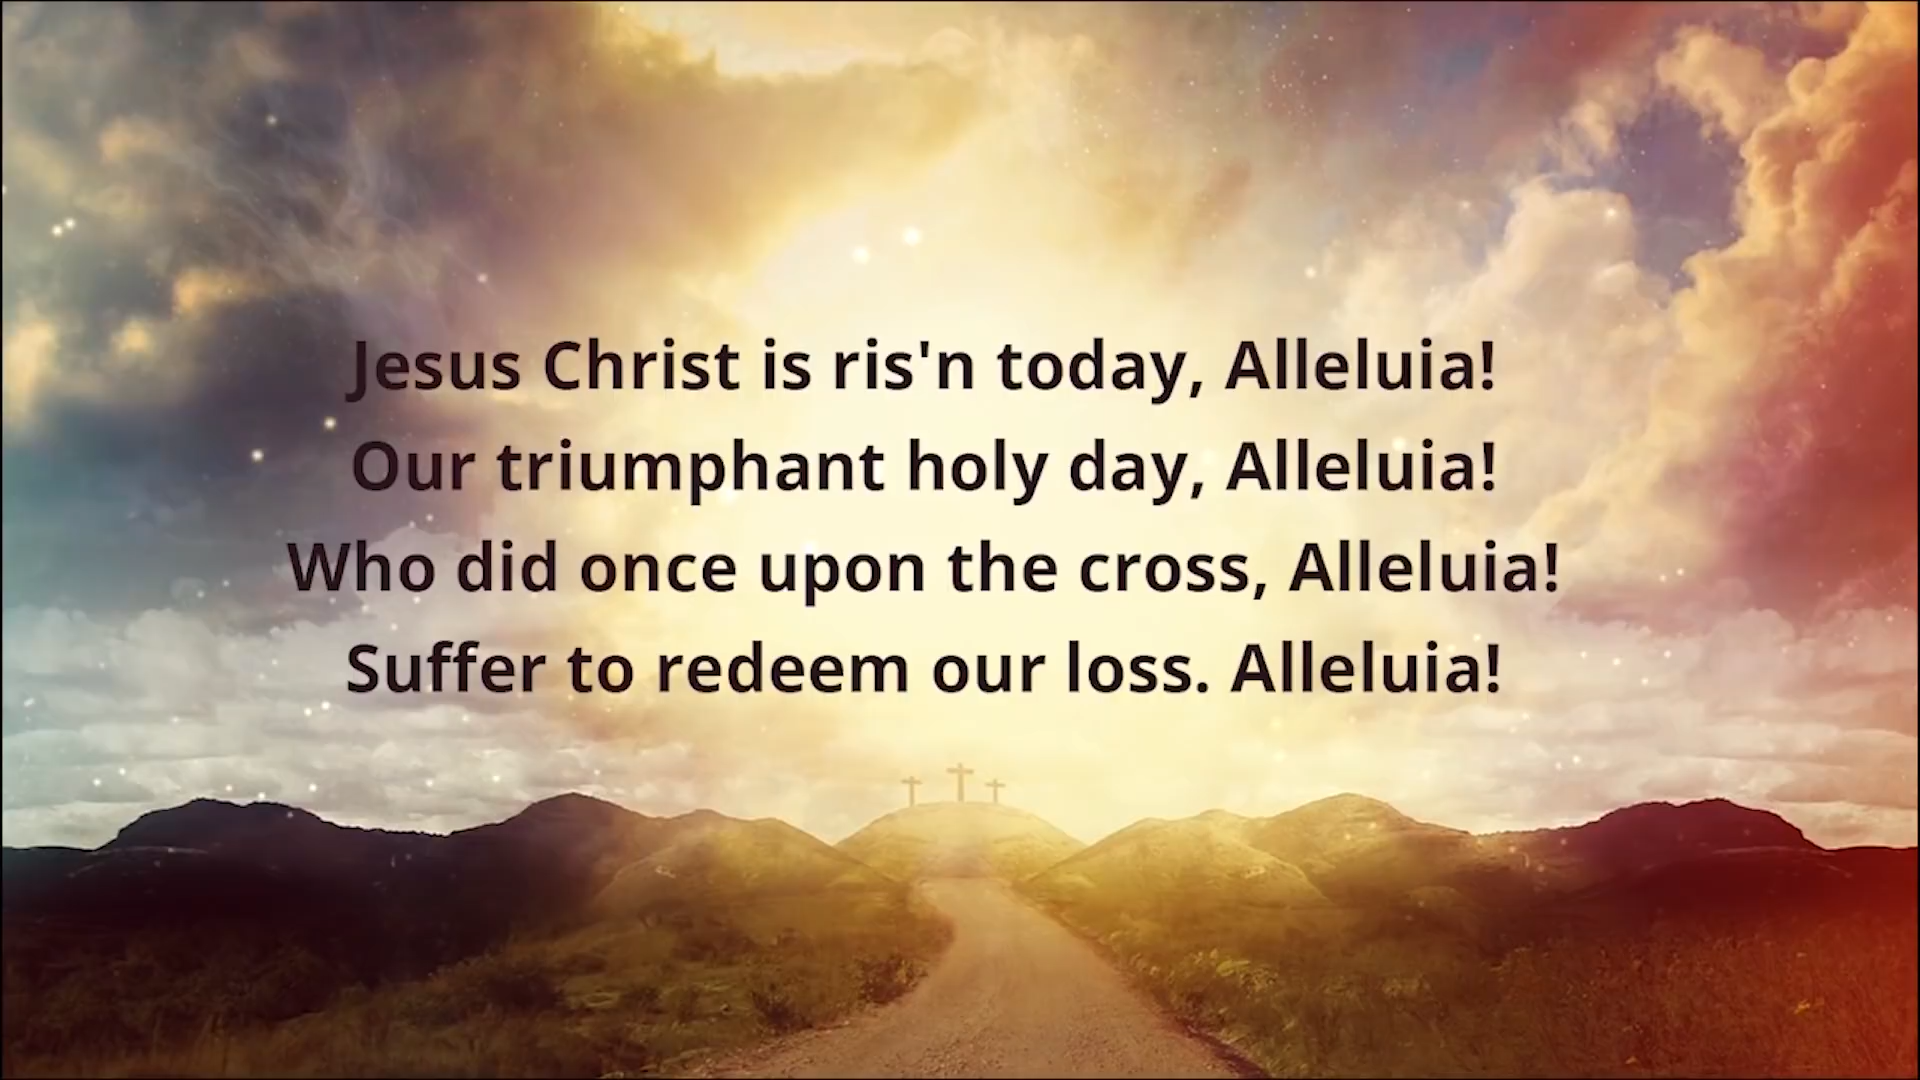 Jesus Christ is ris'n today, Alleluia!
Our triumphant holy day, Alleluia!
Who did once upon the cross, Alleluia!
Suffer to redeem our loss. Alleluia!